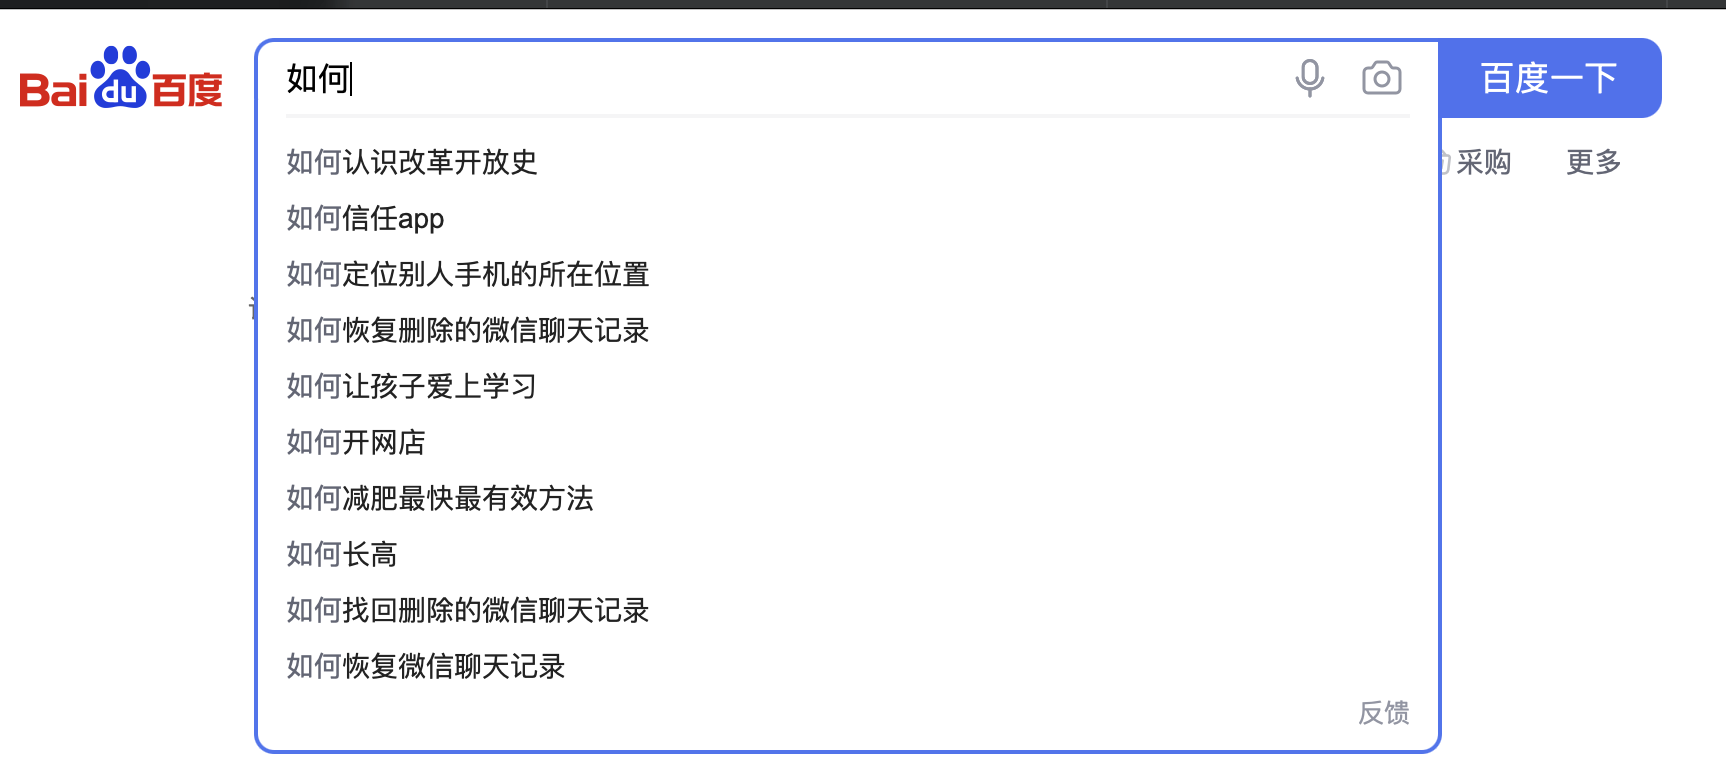 Baidu百度
如何
百度一下
如何认识改革开放史
采购
更多
如何信任app
如何定位别人手机的所在位置
如何恢复删除的微信聊天记录
如何让孩子爱上学习
如何开网店
如何减肥最快最有效方法
如何长高
如何找回删除的微信聊天记录
如何恢复微信聊天记录
反馈